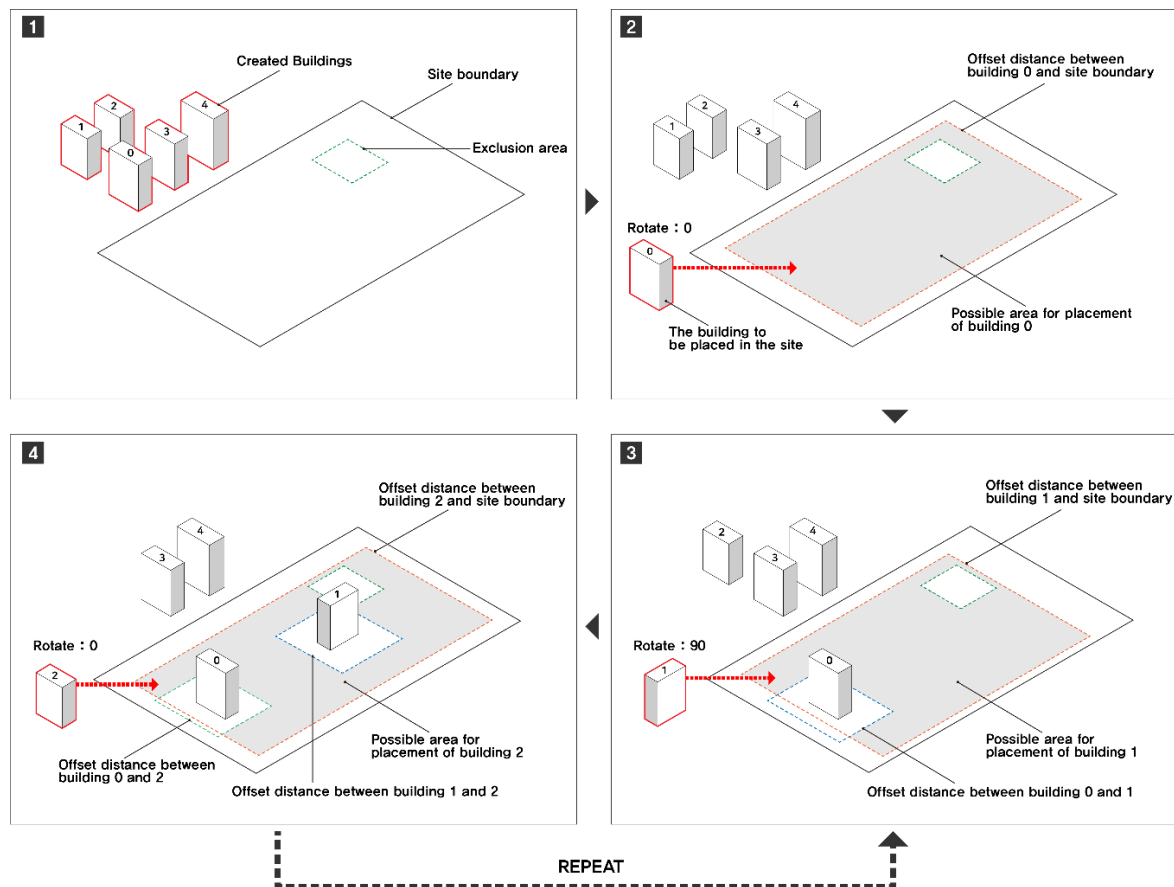 1
Created Buildings
Site boundary
2
4
1
3
0
Exclusion area
2
Offset distance between
building 0 and site boundary
2
4
1
3
Rotate : 0
0
The building to
be placed in the site
Possible area for placement
of building 0
4
Offset distance between
building 2 and site boundary
4
3
1
Rotate : 0
0
2
Offset distance between
building 0 and 2
Possible area for
placement of building 2
Offset distance between building 1 and 2
3
Offset distance between
building 1 and site boundary
2
4
3
Rotate : 90
0
1
Possible area for
placement of building 1
Offset distance between building 0 and 1
REPEAT